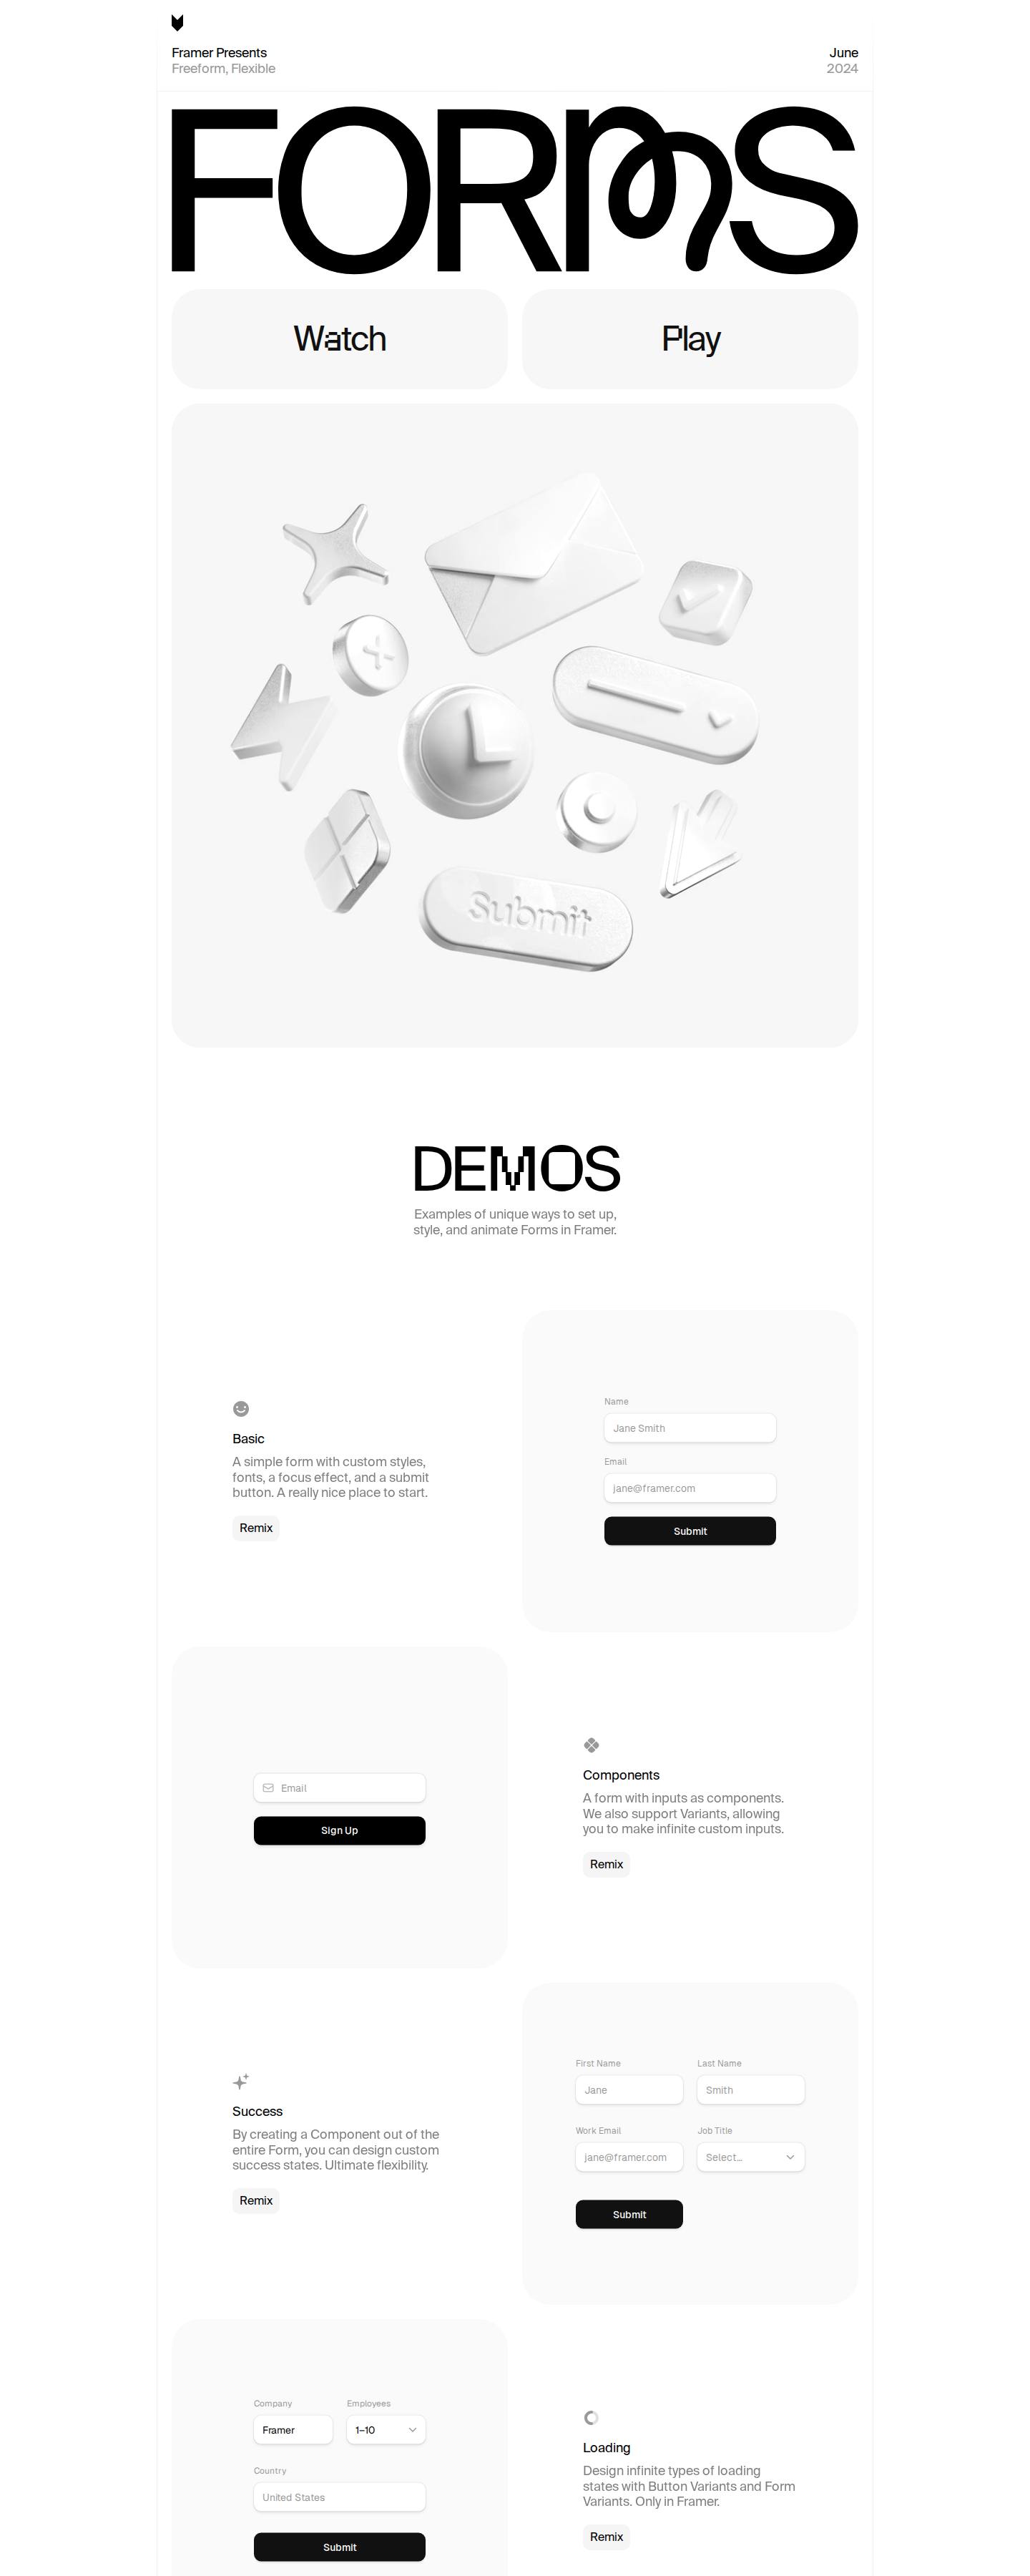 Framer Presents
Freeform, Flexible
June
2024
FORMS
Watch
Play
Submit
DEMOS
Examples of unique ways to set up,
style, and animate Forms in Framer.
Basic
A simple form with custom styles,
fonts, a focus effect, and a submit
button. A really nice place to start.
Remix
Name
Jane Smith
Email
jane@framer.com
Submit
Email
Sign Up
Components
A form with inputs as components.
We also support Variants, allowing
you to make infinite custom inputs.
Remix
Success
By creating a Component out of the
entire Form, you can design custom
success states. Ultimate flexibility.
Remix
First Name
Last Name
Jane
Smith
Work Email
Job Title
jane@framer.com
Select...
Submit
Company
Employees
Framer
1–10
Country
United States
Submit
Loading
Design infinite types of loading
states with Button Variants and Form
Variants. Only in Framer.
Remix